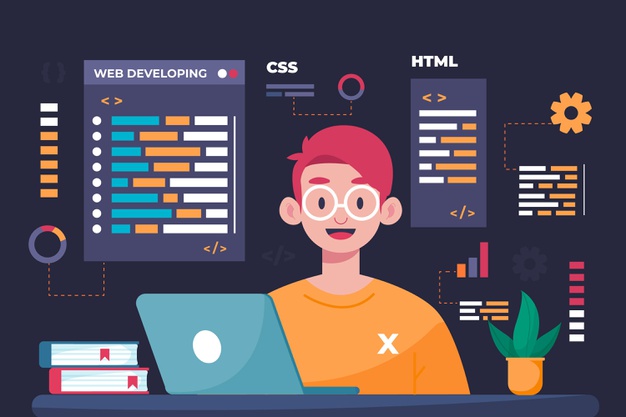 WEB DEVELOPING
CSS
HTML
{ }
< >
< >
</>
</>
</>
X